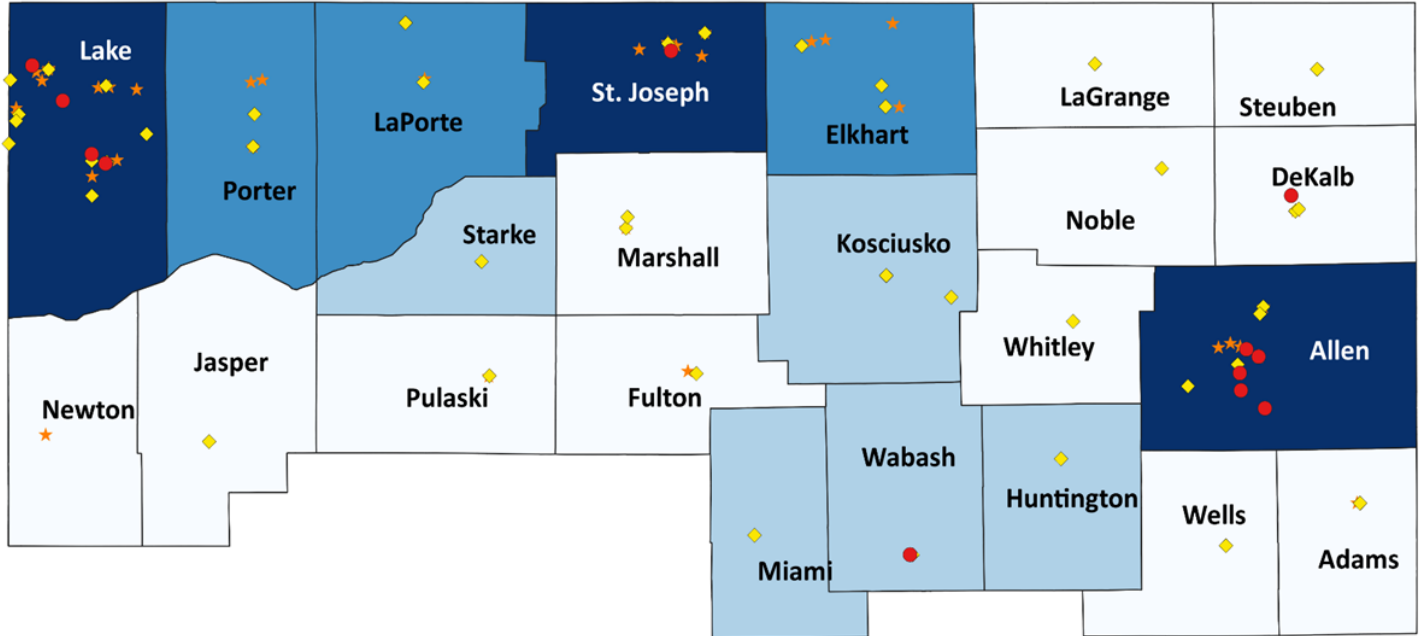 Lake
St. Joseph
LaGrange
Steuben
LaPorte
Elkhart
Porter
DeKalb
Noble
Starke
Marshall
Kosciusko
Whitley
Allen
Jasper
Pulaski
Fulton
Newton
Wabash
Huntington
Wells
Miami
Adams